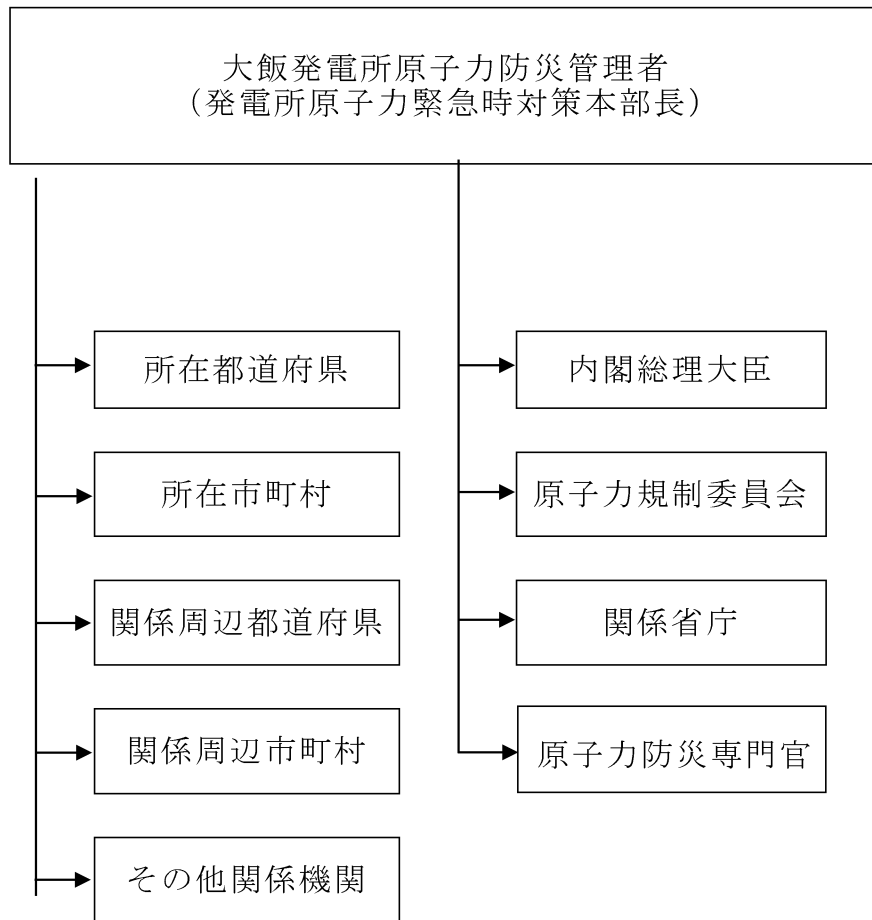 大飯発電所原子力防災管理者
（発電所原子力緊急時対策本部長）
所在都道府県
内閣総理大臣
所在市町村
原子力規制委員会
関係周辺都道府県
関係省庁
関係周辺市町村
原子力防災専門官
その他関係機関